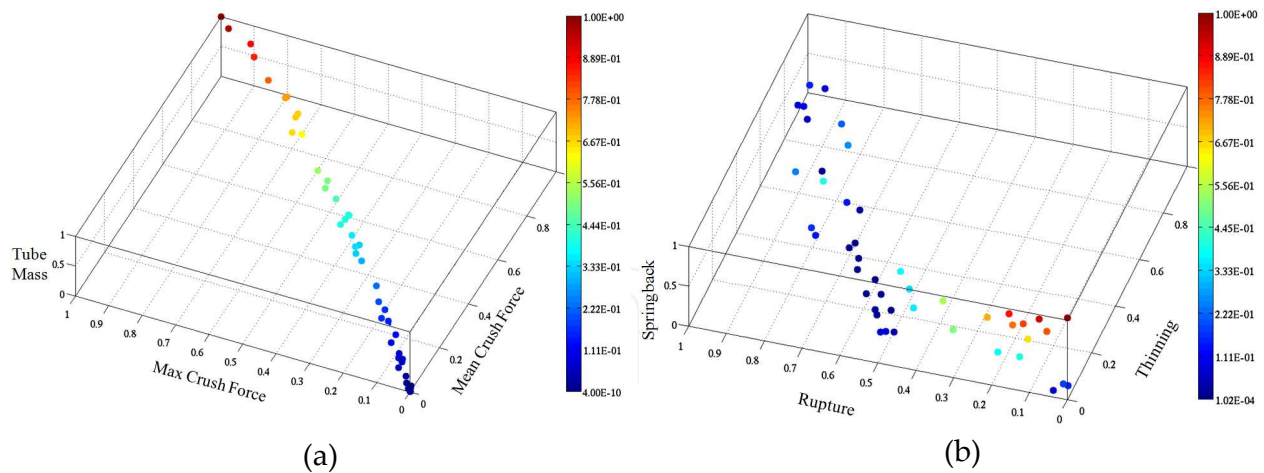 1.00E+00
8.89E-01
7.78E-01
6.67E-01
5.56E-01
4.44E-01
3.33E-01
2.22E-01
1.11E-01
4.00E-10
Tube
Mass
1
0.5
0
1
0.9
0.8
0.7
0.6
0.5
0.4
0.3
0.2
0.1
0
Max Crush Force
0
0.2
0.4
0.6
0.8
Mean Crush Force
(a)
1.00E+00
8.89E-01
7.78E-01
6.67E-01
5.56E-01
4.44E-01
3.33E-01
2.22E-01
1.11E-01
1.02E-04
Springback
1
0.5
0
1
0.9
0.8
0.7
0.6
0.5
0.4
0.3
0.2
0.1
0
Rupture
0
0.2
0.4
0.6
0.8
Thinning
(b)